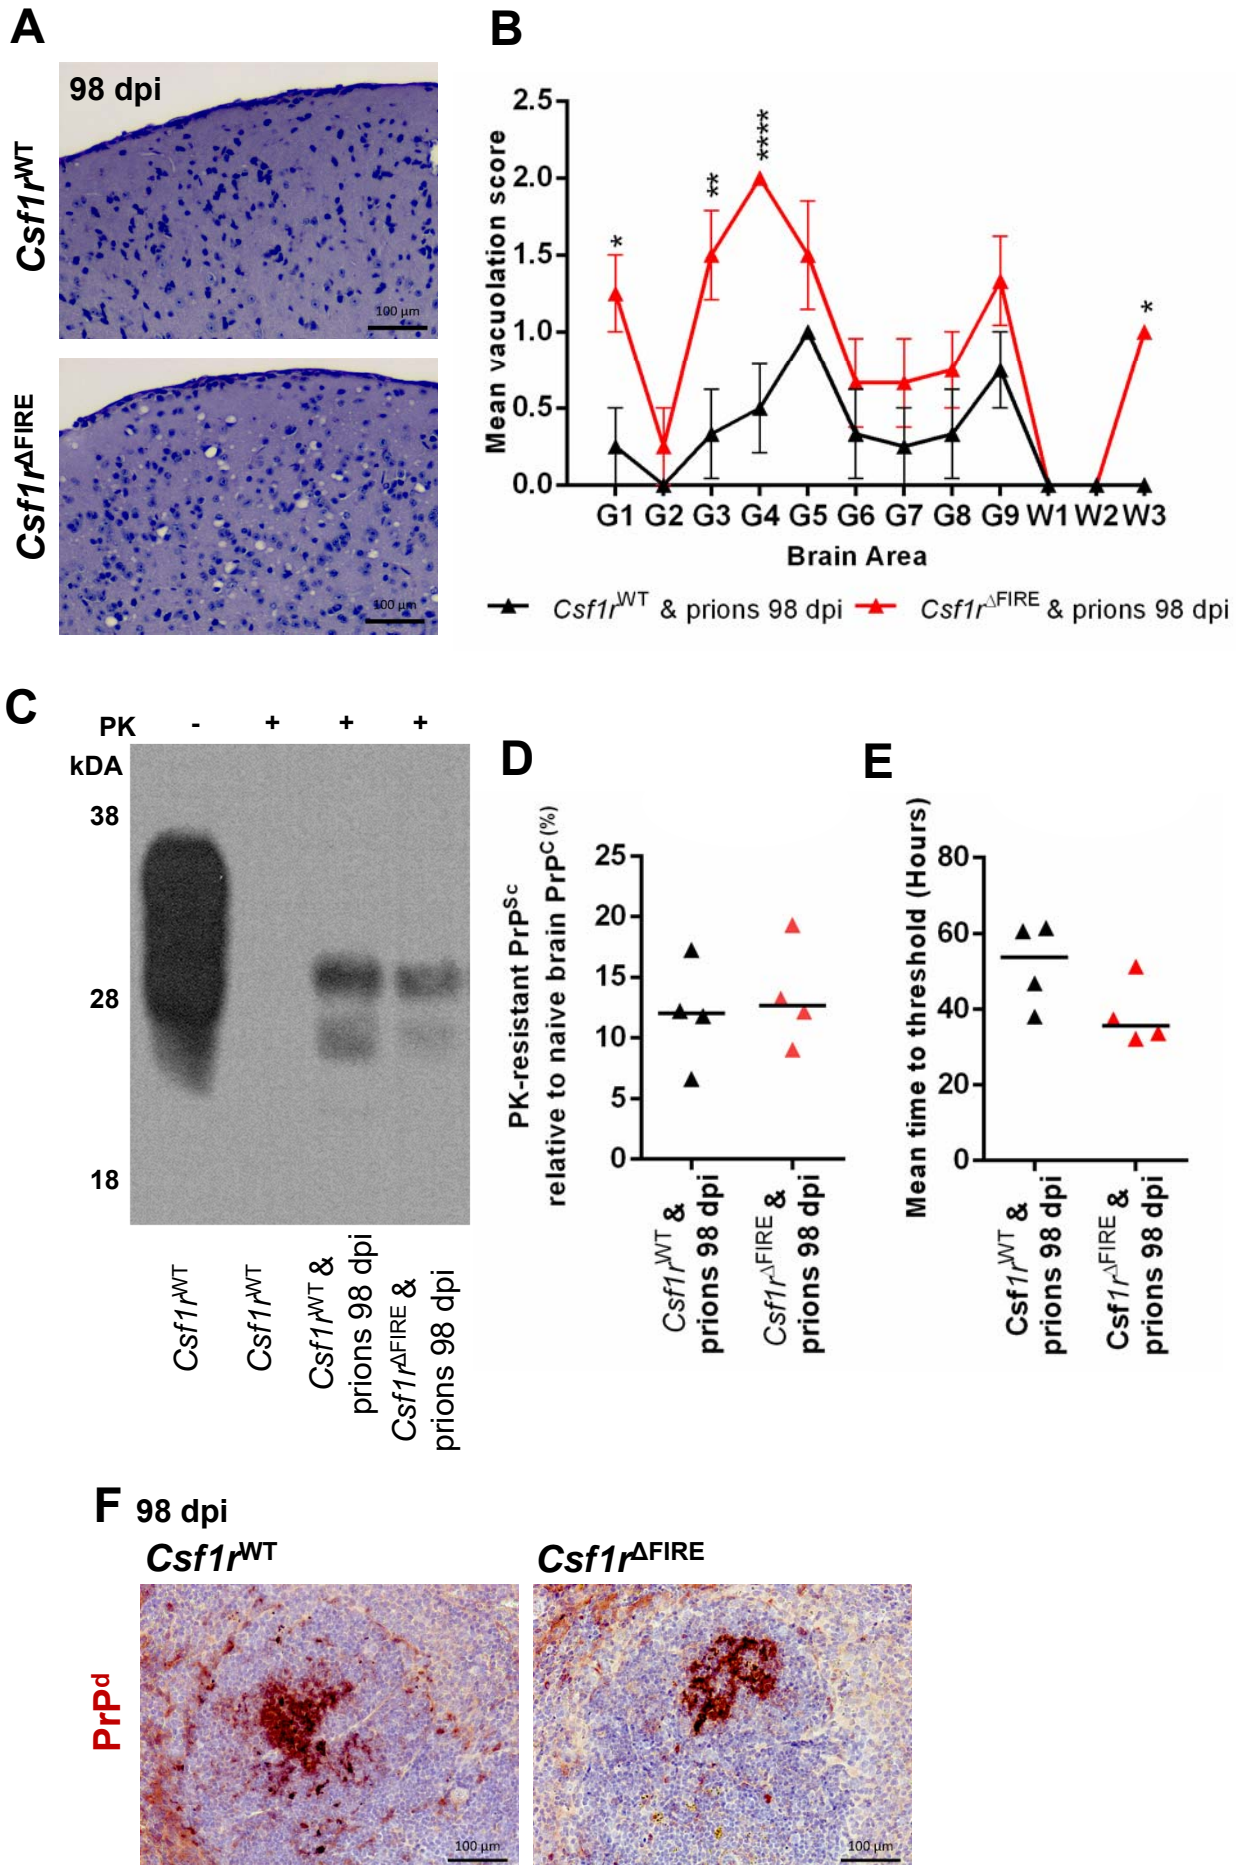 A
98 dpi
Csf1rWT
100 µm
Csf1rΔFIRE
100 µm
B
Mean vacuolation score
2.5
2.0
1.5
1.0
0.5
0.0
*
**
****
*
G1 G2 G3 G4 G5 G6 G7 G8 G9 W1 W2 W3
Brain Area
Csf1rWT & prions 98 dpi
Csf1rΔFIRE & prions 98 dpi
C
PK - + + +
kDA
38
28
18
Csf1rWT
Csf1rWT
Csf1rWT &
prions 98 dpi
Csf1rΔFIRE &
prions 98 dpi
D
PK-resistant PrPSc
relative to naive brain PrPC (%)
25
20
15
10
5
0
Csf1rWT &
prions 98 dpi
Csf1rΔFIRE &
prions 98 dpi
E
Mean time to threshold (Hours)
80
60
40
20
0
Csf1rWT &
prions 98 dpi
Csf1rΔFIRE &
prions 98 dpi
F
98 dpi
Csf1rWT
Csf1rΔFIRE
PrPd
100 µm
100 µm